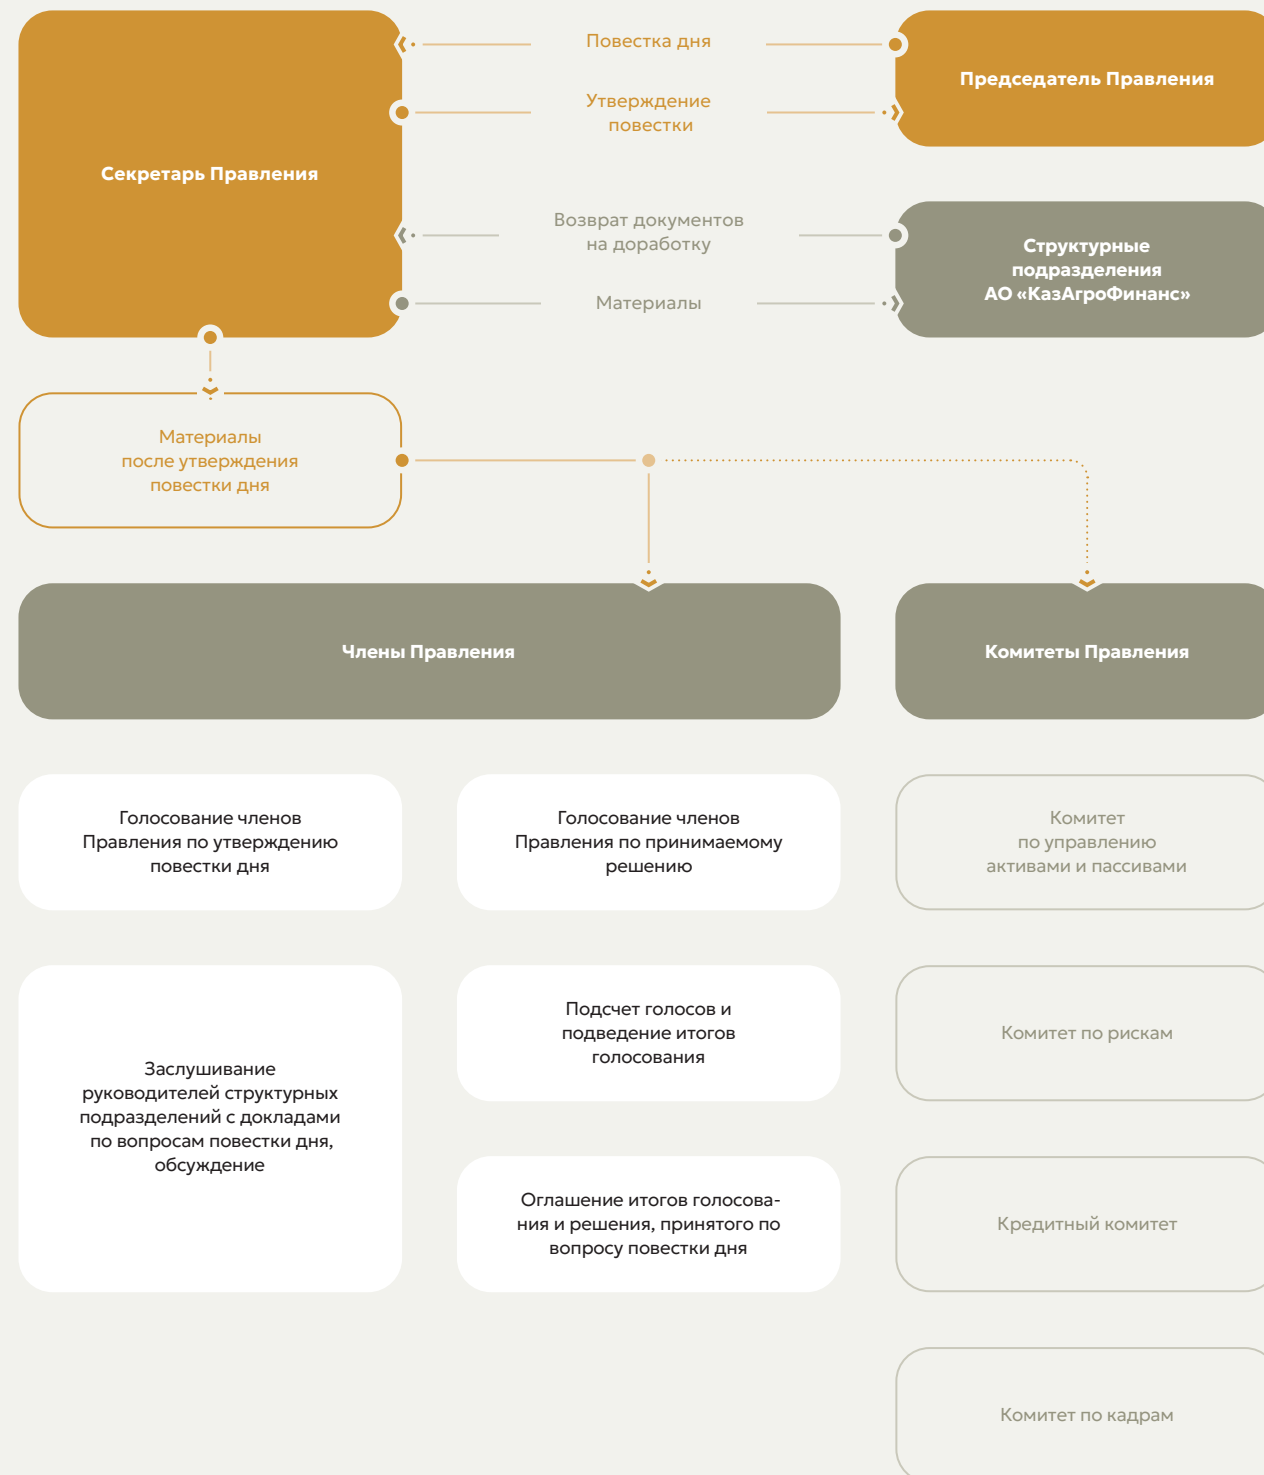 Повестка дня
Председатель Правления
Утверждение
повестки
Секретарь Правления
Возврат документов
на доработку
Структурные
подразделения
АО «КазАгроФинанс»
Материалы
Материалы
после утверждения
повестки дня
Члены Правления
Комитеты Правления
Голосование членов
Правления по утверждению
повестки дня
Голосование членов
Правления по принимаемому
решению
Комитет
по управлению
активами и пассивами
Заслушивание
руководителей структурных
подразделений с докладами
по вопросам повестки дня,
обсуждение
Подсчет голосов и
подведение итогов
голосования
Комитет по рискам
Оглашение итогов голосова-
ния и решения, принятого по
вопросу повестки дня
Кредитный комитет
Комитет по кадрам